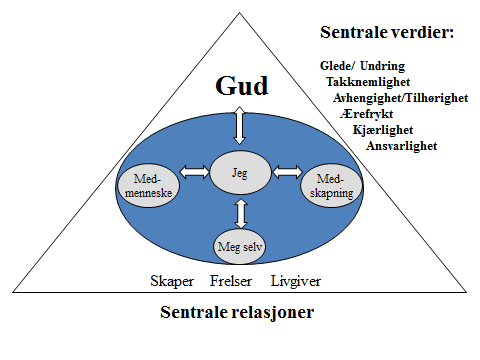 Sentrale verdier:
Glede/ Undring
Takknemlighet
Avhengighet/Tilhørighet
Ærefrykt
Kjærlighet
Ansvarlighet
Gud
Jeg
Med-
menneske
Med-
skapning
Meg selv
Skaper Frelser Livgiver
Sentrale relasjoner